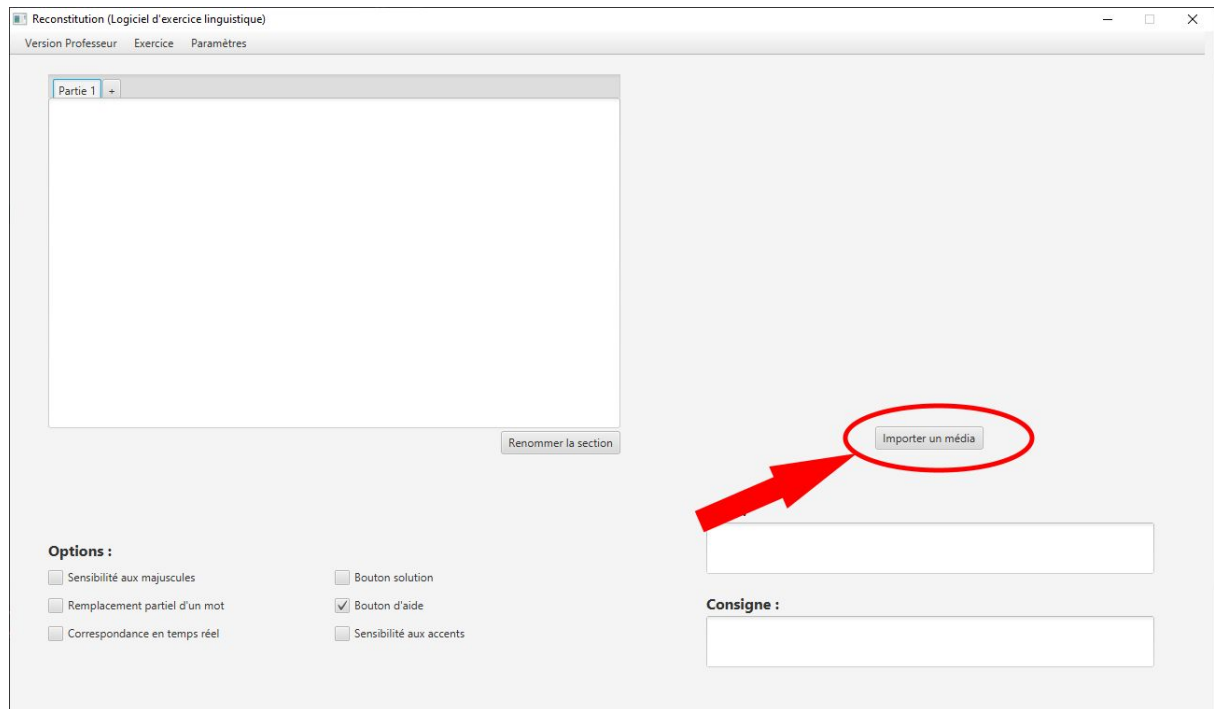 Reconstitution (Logiciel d'exercice linguistique)
Version Professeur Exercice Paramètres
Partie 1 +
Renommer la section
Importer un média
Options :
Sensibilité aux majuscules
Bouton solution
Remplacement partiel d'un mot
Bouton d'aide
Correspondance en temps réel
Sensibilité aux accents
Consigne :